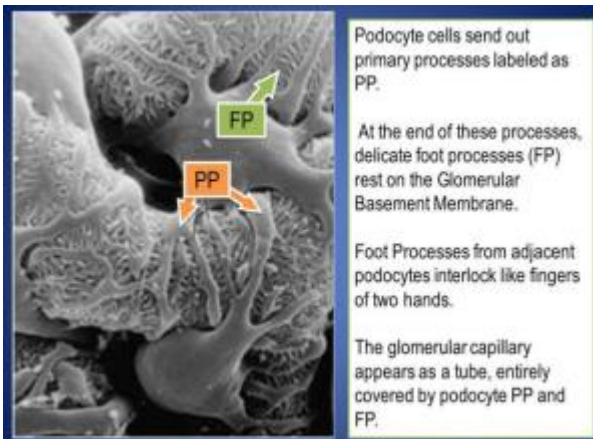 FP
PP
Podocyte cells send out
primary processes labeled as
PP.
At the end of these processes,
delicate foot processes (FP)
rest on the Glomerular
Basement Membrane.
Foot Processes from adjacent
podocytes interlock like fingers
of two hands.
The glomerular capillary
appears as a tube, entirely
covered by podocyte PP and
FP.